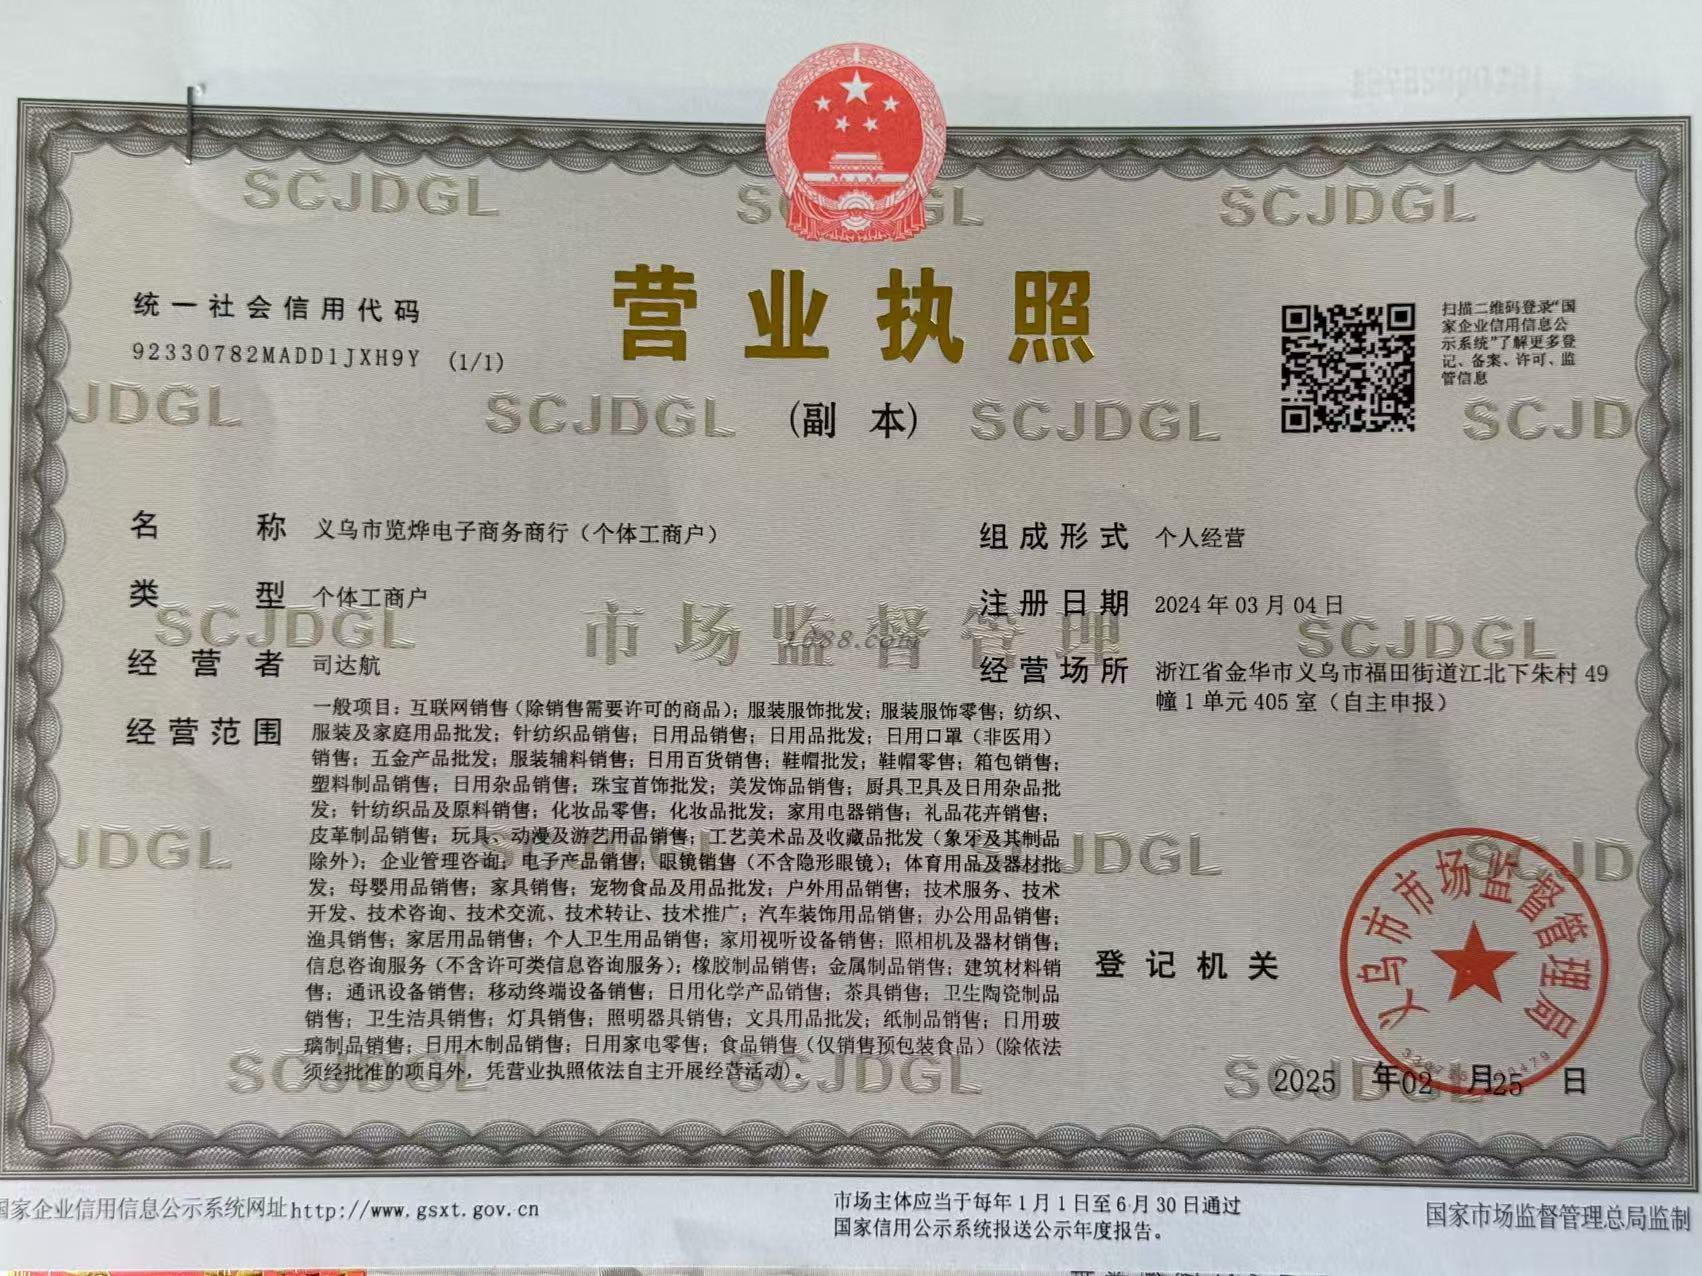 SCJDGL
SCJDGL
统一社会信用代码
92330782MADD1JXH9Y (1/1)
营业执照
(副 本)
扫描二维码登录“国
家企业信用信息公
示系统”了解更多登
记、备案、许可、监
管信息
JDGL
SCJDGL
SCJDGL
SCJD
名 称 义乌市览烨电子商务商行（个体工商户）
组成形式 个人经营
类 型 个体工商户
注册日期 2024年03月04日
SCJDGL
市场监督管理
1688.com
SCJDGL
经营者 司达航
经营场所 浙江省金华市义乌市福田街道江北下朱村49
幢1单元405室（自主申报）
经营范围 一般项目：互联网销售（除销售需要许可的商品）；服装服饰批发；服装服饰零售；纺织、
服装及家庭用品批发；针纺织品销售；日用品销售；日用品批发；日用口罩（非医用）
销售；五金产品批发；服装辅料销售；日用百货销售；鞋帽批发；鞋帽零售；箱包销售；
塑料制品销售；日用杂品销售；珠宝首饰批发；美发饰品销售；厨具卫具及日用杂品批
发；针纺织品及原料销售；化妆品零售；化妆品批发；家用电器销售；礼品花卉销售；
皮革制品销售；玩具、动漫及游艺用品销售；工艺美术品及收藏品批发（象牙及其制品
除外）；企业管理咨询；电子产品销售；眼镜销售（不含隐形眼镜）；体育用品及器材批
发；母婴用品销售；家具销售；宠物食品及用品批发；户外用品销售；技术服务、技术
开发、技术咨询、技术交流、技术转让、技术推广；汽车装饰用品销售；办公用品销售；
渔具销售；家居用品销售；个人卫生用品销售；家用视听设备销售；照相机及器材销售；
信息咨询服务（不含许可类信息咨询服务）；橡胶制品销售；金属制品销售；建筑材料销
售；通讯设备销售；移动终端设备销售；日用化学产品销售；茶具销售；卫生陶瓷制品
销售；卫生洁具销售；灯具销售；照明器具销售；文具用品批发；纸制品销售；日用玻
璃制品销售；日用木制品销售；日用家电零售；食品销售（仅销售预包装食品）(除依法
须经批准的项目外，凭营业执照依法自主开展经营活动)。
JDGL
JDGL
SCJD
登记机关
义乌市市场监督管理局
SCJDGL
SCJDGL
2025 年02 月25 日
国家企业信用信息公示系统网址http://www.gsxt.gov.cn
市场主体应当于每年1月1日至6月30日通过
国家信用公示系统报送公示年度报告。
国家市场监督管理总局监制